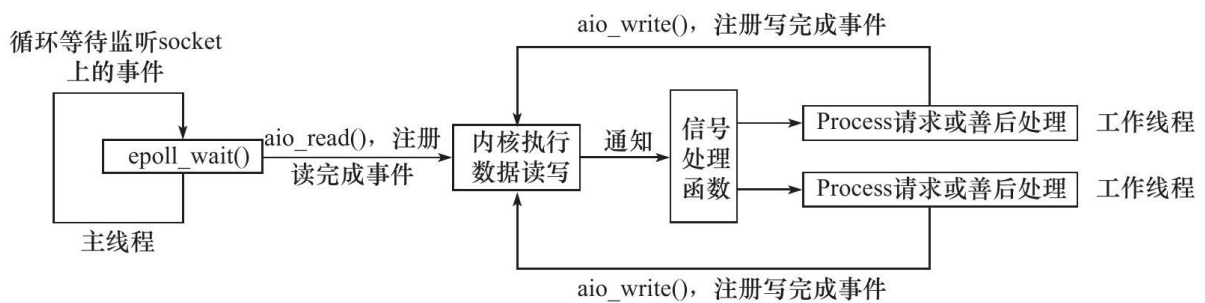 aio_write()，注册写完成事件
循环等待监听socket
上的事件
epoll_wait()
主线程
aio_read()，注册
读完成事件
内核执行
数据读写
通知
信号
处理
函数
Process请求或善后处理
工作线程
Process请求或善后处理
工作线程
aio_write()，注册写完成事件